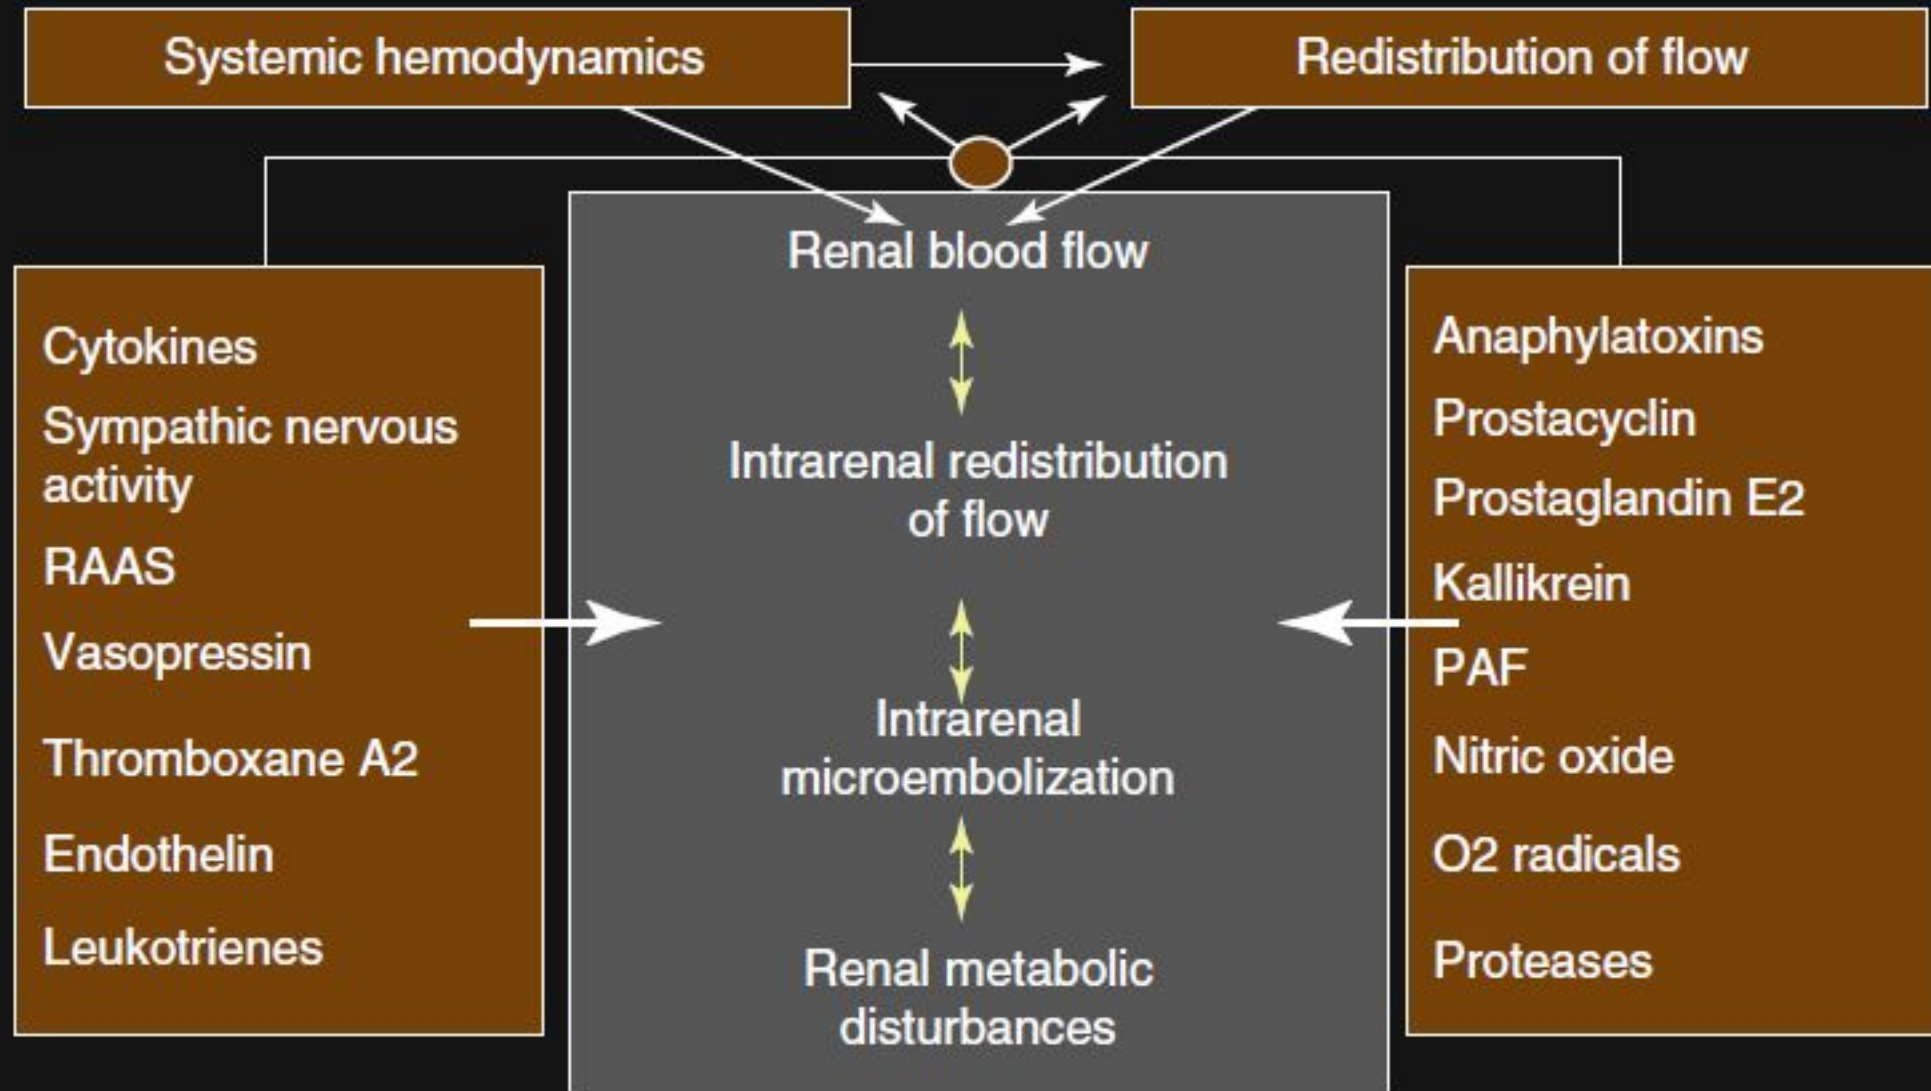 Systemic hemodynamics
Redistribution of flow
Cytokines
Sympathic nervous
activity
RAAS
Vasopressin
Thromboxane A2
Endothelin
Leukotrienes
Renal blood flow
Intrarenal redistribution
of flow
Intrarenal
microembolization
Renal metabolic
disturbances
Anaphylatoxins
Prostacyclin
Prostaglandin E2
Kallikrein
PAF
Nitric oxide
O2 radicals
Proteases